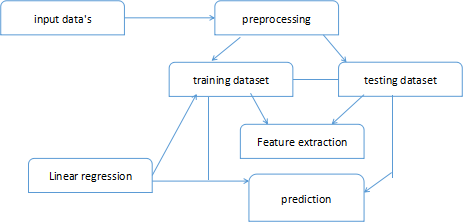 input data's
preprocessing
training dataset
testing dataset
Feature extraction
Linear regression
prediction